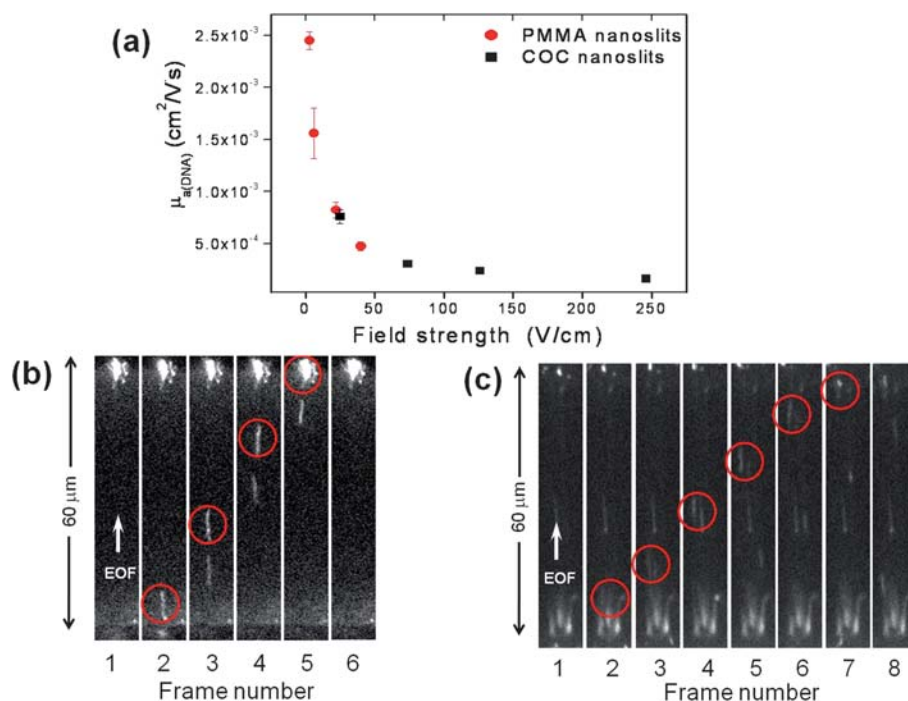 (a)
PMMA nanoslits
COC nanoslits
μa(DNA) (cm²/V s)
2.5x10⁻³
2.0x10⁻³
1.5x10⁻³
1.0x10⁻³
5.0x10⁻⁴
0 50 100 150 200 250
Field strength (V/cm)
(b)
60 μm
EOF
1 2 3 4 5 6
Frame number
(c)
60 μm
EOF
1 2 3 4 5 6 7 8
Frame number